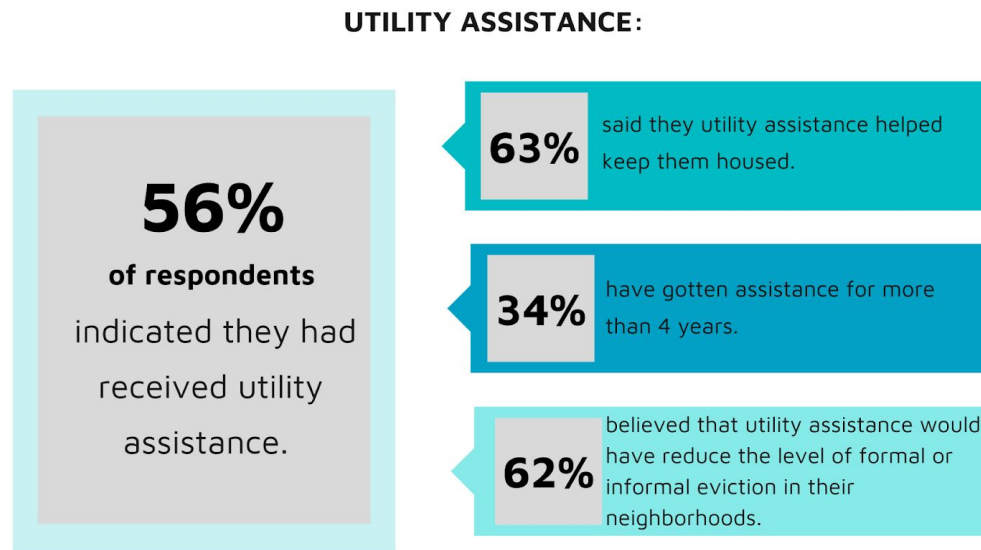 UTILITY ASSISTANCE:
56%
of respondents
indicated they had
received utility
assistance.
63%
said they utility assistance helped
keep them housed.
34%
have gotten assistance for more
than 4 years.
62%
believed that utility assistance would
have reduce the level of formal or
informal eviction in their
neighborhoods.